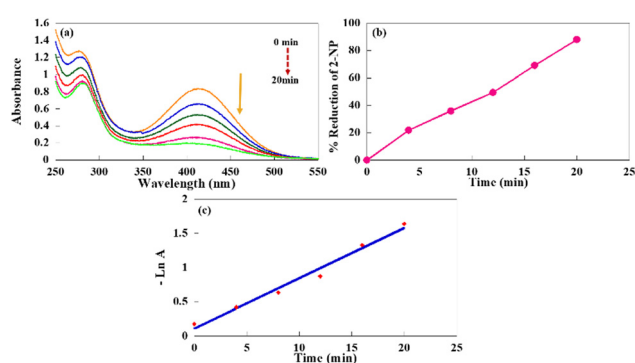 (a)
0 min
20min
Absorbance
1.6
1.4
1.2
1
0.8
0.6
0.4
0.2
0
250 300 350 400 450 500 550
Wavelength (nm)
(b)
% Reduction of 2-NP
100
80
60
40
20
0
0 5 10 15 20 25
Time (min)
(c)
- Ln A
2
1.5
1
0.5
0
0 5 10 15 20 25
Time (min)